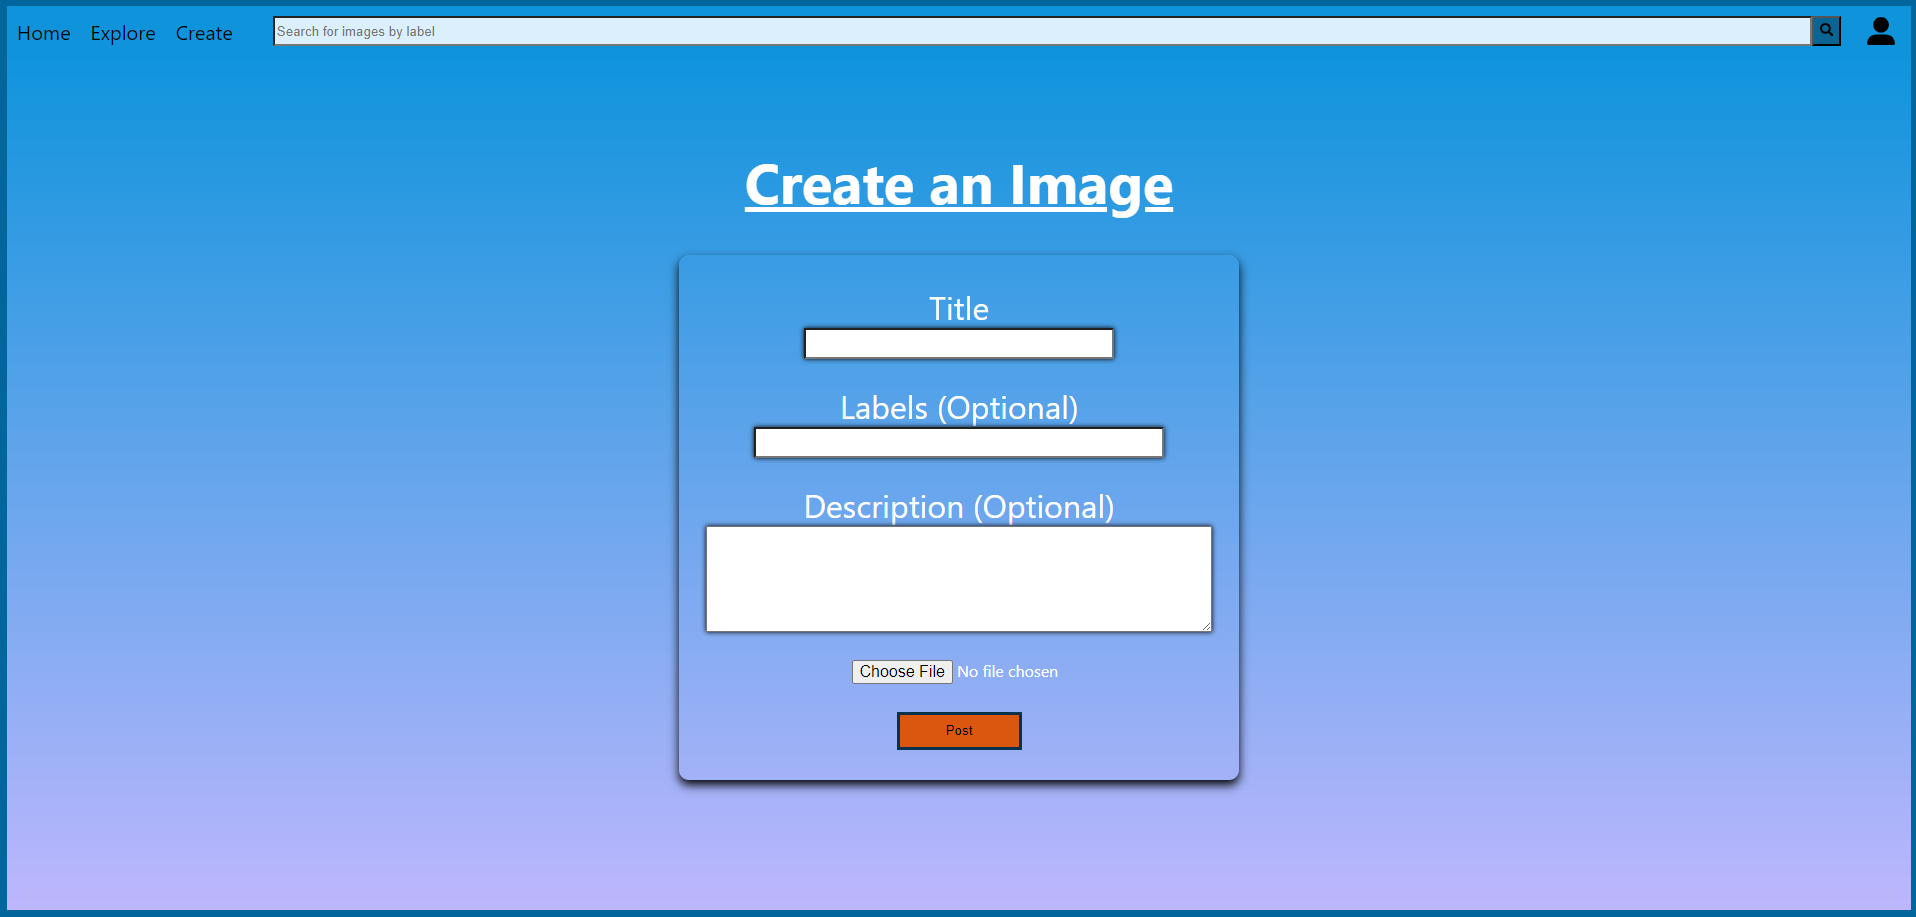 Home Explore Create Search for images by label
Create an Image
Title
Labels (Optional)
Description (Optional)
Choose File No file chosen
Post